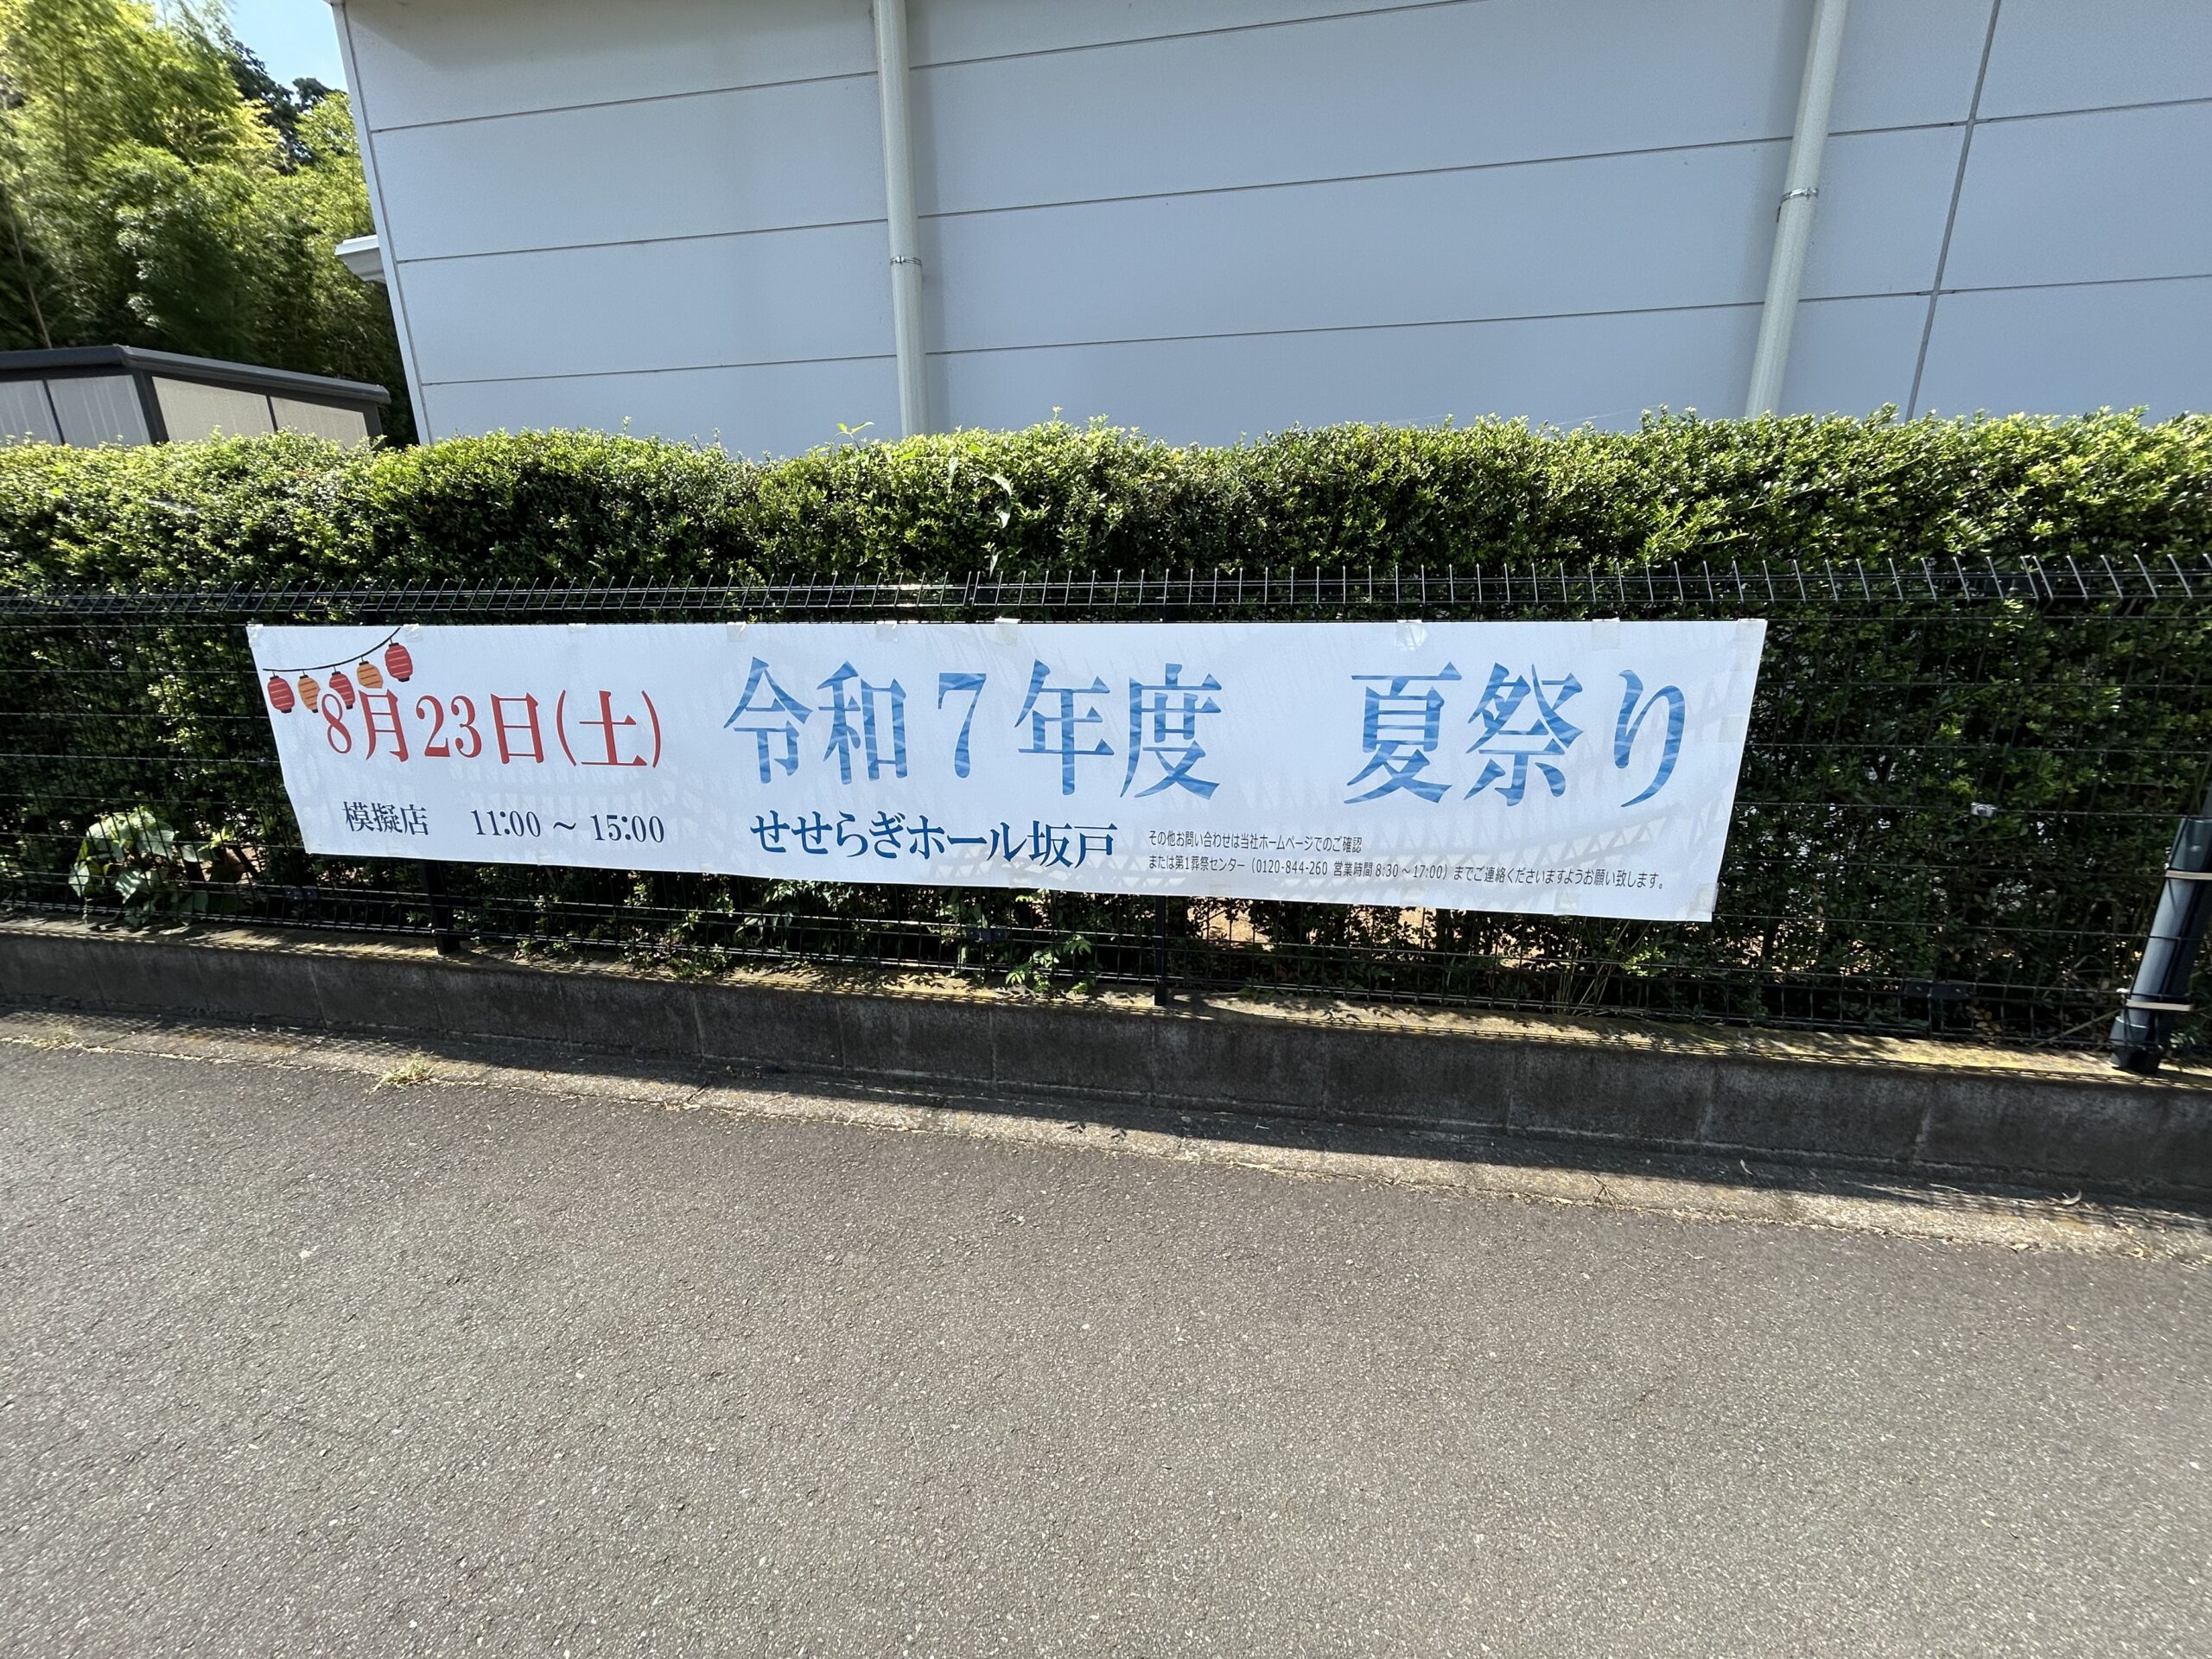 8月23日(土)
令和7年度　夏祭り
模擬店　11:00 ～ 15:00
せせらぎホール坂戸
その他お問い合わせは当社ホームページでのご確認
または第1葬祭センター（0120-844-260 営業時間 8:30～17:00）までご連絡くださいますようお願い致します。